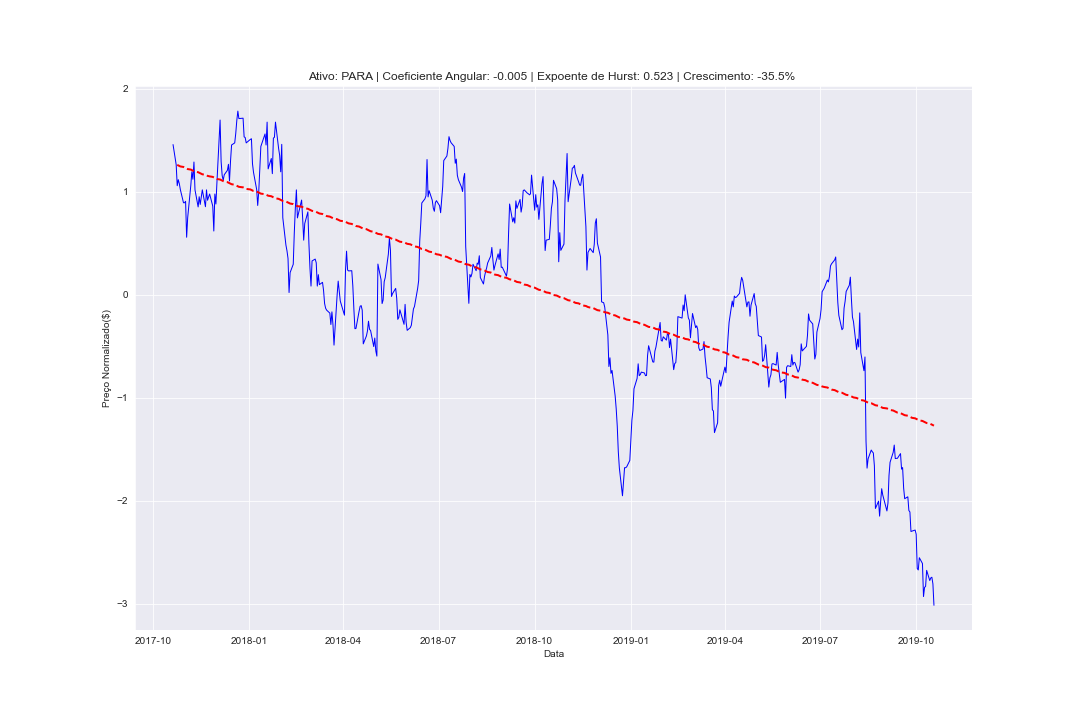 Ativo: PARA | Coeficiente Angular: -0.005 | Expoente de Hurst: 0.523 | Crescimento: -35.5%
2
1
0
−1
−2
−3
Preço Normalizado($)
2017-10 2018-01 2018-04 2018-07 2018-10 2019-01 2019-04 2019-07 2019-10
Data